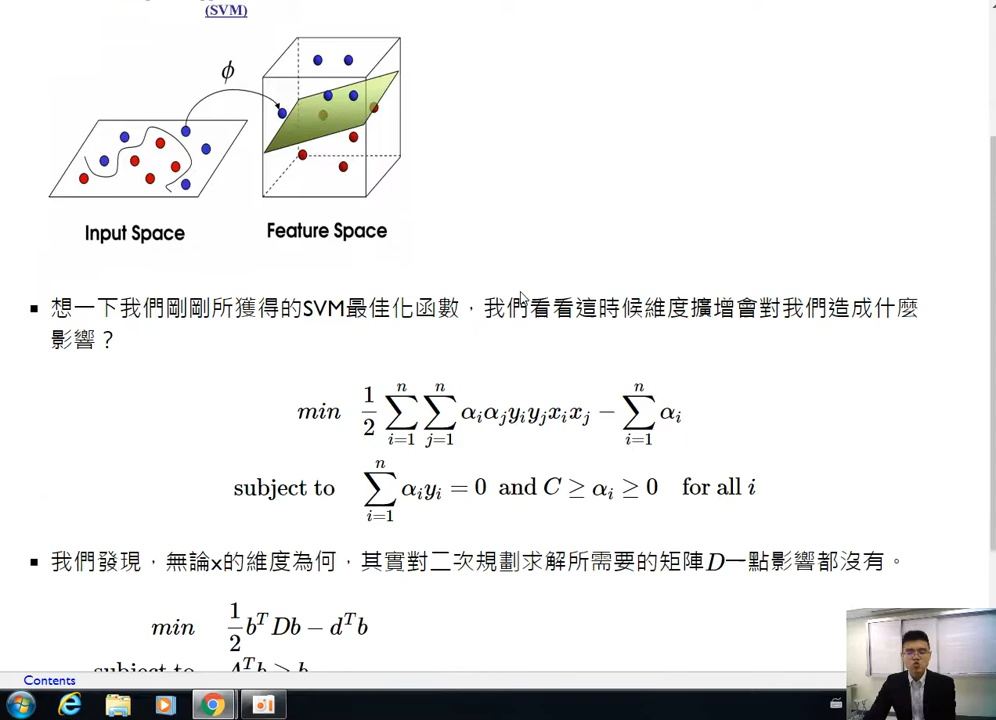 (SVM)
ϕ
Input Space
Feature Space
想一下我們剛剛所獲得的SVM最佳化函數，我們看看這時候維度擴增會對我們造成什麼
影響？
min 1/2 ∑_{i=1}^{n} ∑_{j=1}^{n} α_i α_j y_i y_j x_i x_j − ∑_{i=1}^{n} α_i
subject to ∑_{i=1}^{n} α_i y_i = 0 and C ≥ α_i ≥ 0 for all i
我們發現，無論x的維度為何，其實對二次規劃求解所需要的矩陣D一點影響都沒有。
min 1/2 b^T Db − d^T b
subject to A^T b ≥ b
Contents